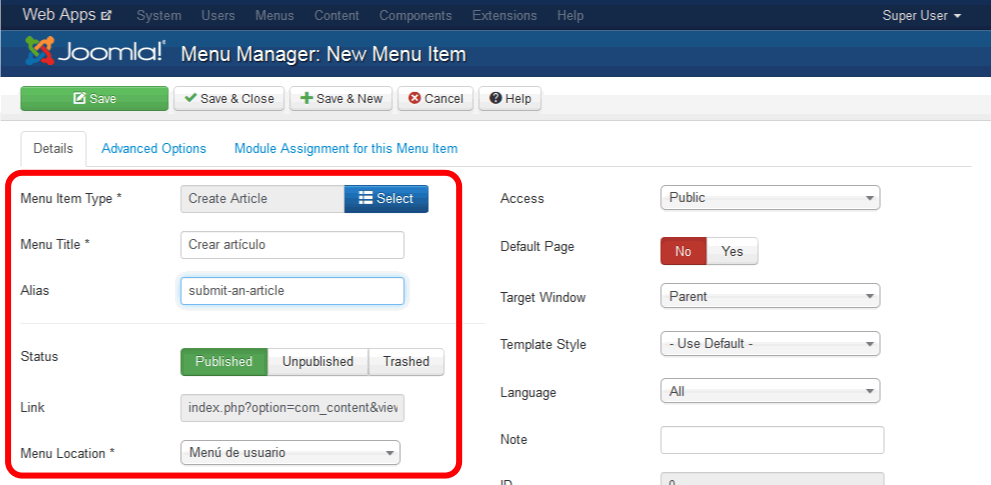 Web Apps System Users Menus Content Components Extensions Help Super User
Joomla! Menu Manager: New Menu Item
Save Save & Close Save & New Cancel Help
Details Advanced Options Module Assignment for this Menu Item
Menu Item Type * Create Article Select
Menu Title * Crear artículo
Alias submit-an-article
Status Published Unpublished Trashed
Link index.php?option=com_content&view
Menu Location * Menú de usuario
Access Public
Default Page No Yes
Target Window Parent
Template Style - Use Default -
Language All
Note
ID 0